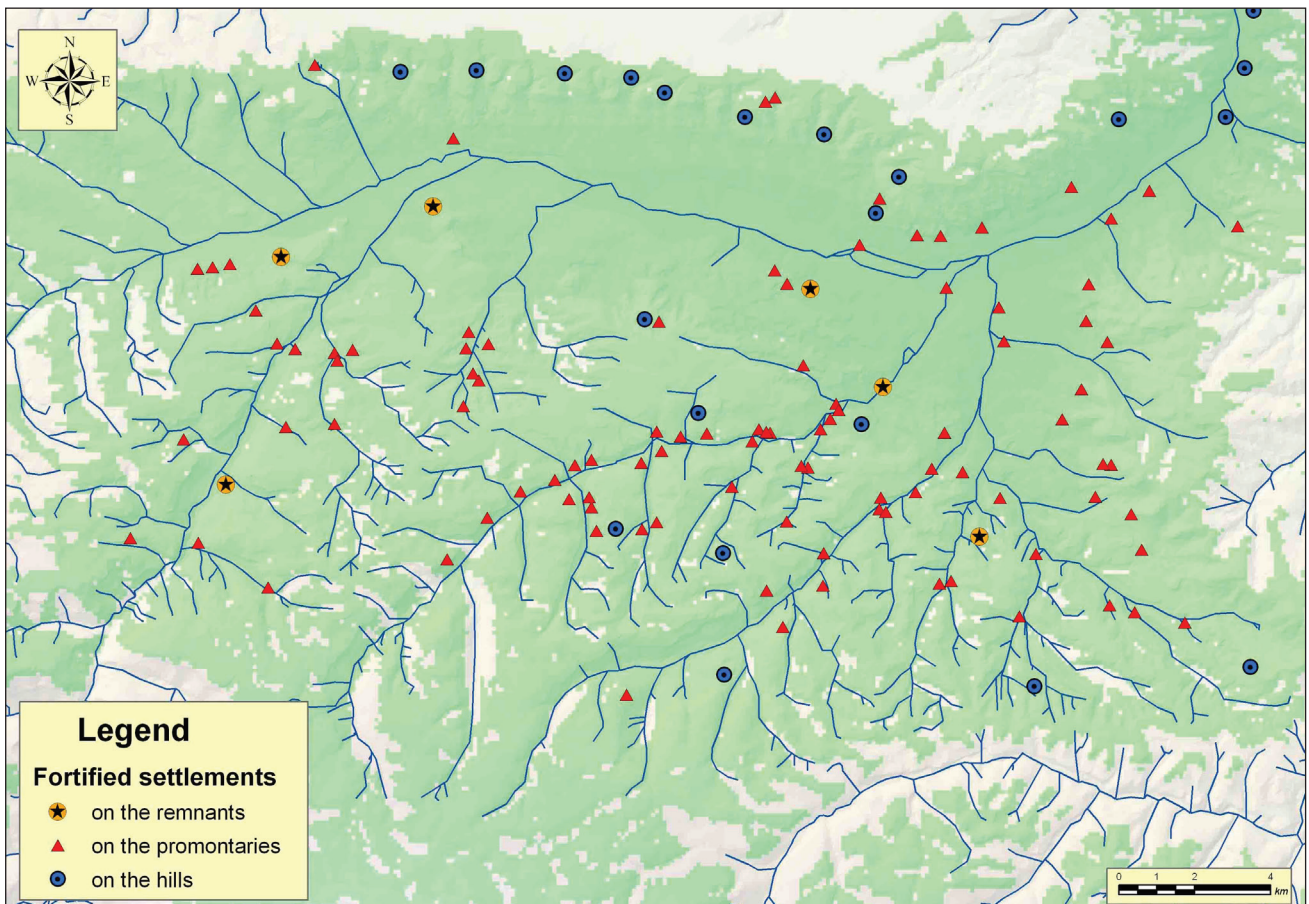 N
W E
S
Legend
Fortified settlements
on the remnants
on the promontaries
on the hills
0 1 2 4
km